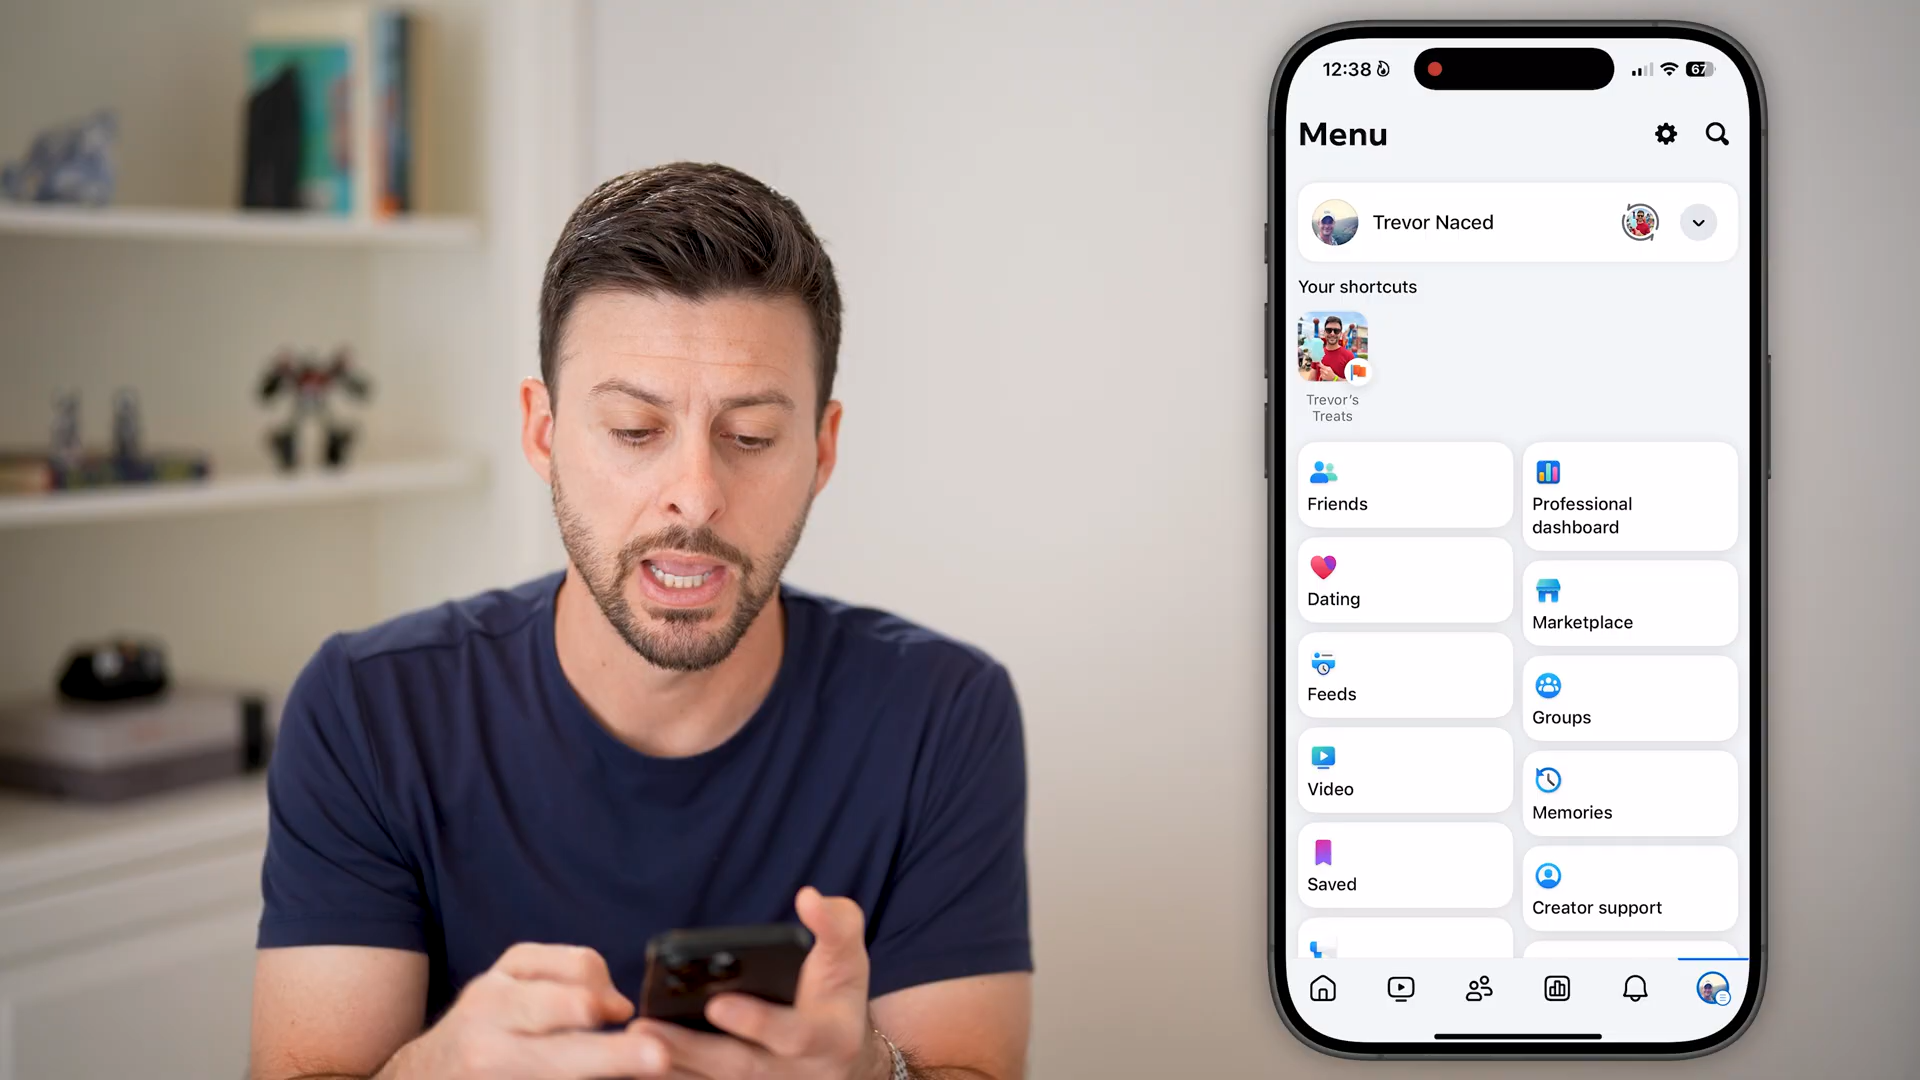 12:38
67
Menu
Trevor Naced
Your shortcuts
Trevor's
Treats
Friends
Professional
dashboard
Dating
Marketplace
Feeds
Groups
Video
Memories
Saved
Creator support